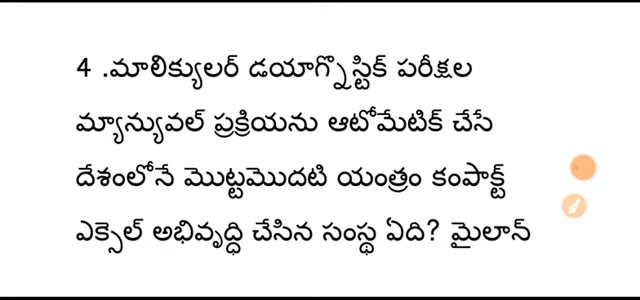 4 .మాలిక్యులర్ డయాగ్నొస్టిక్ పరీక్షల
మ్యాన్యువల్ ప్రక్రియను ఆటోమేటిక్ చేసే
దేశంలోనే మొట్టమొదటి యంత్రం కంపాక్ట్
ఎక్సెల్ అభివృద్ధి చేసిన సంస్థ ఏది? మైలాన్